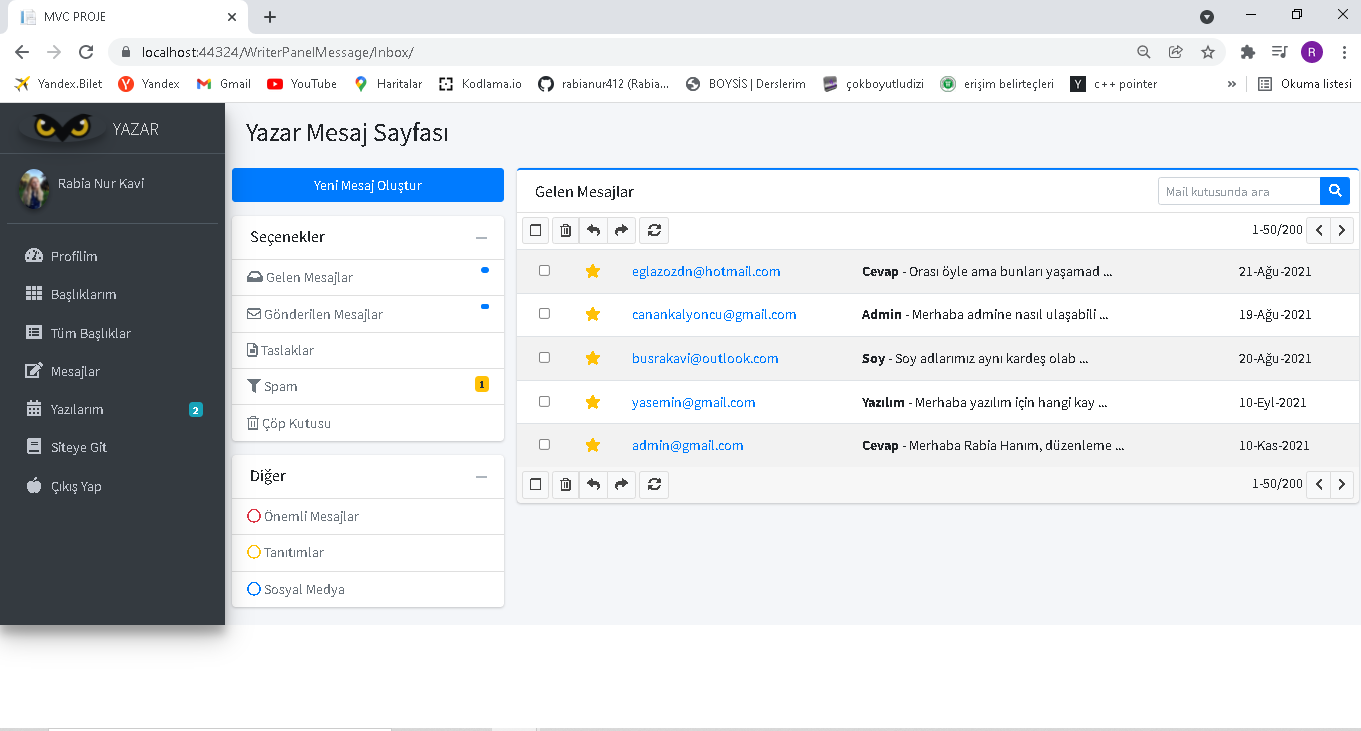 MVC PROJE
localhost:44324/WriterPanelMessage/Inbox/
R
Yandex.Bilet Yandex Gmail YouTube Haritalar Kodlama.io rabianur412 (Rabia... BOYSİS | Derslerim çokboyutludizi erişim belirteçleri Y c++ pointer » Okuma listesi
YAZAR
Rabia Nur Kavi
Profilim
Başlıklarım
Tüm Başlıklar
Mesajlar
Yazılarım 2
Siteye Git
Çıkış Yap
Yazar Mesaj Sayfası
Yeni Mesaj Oluştur
Seçenekler
Gelen Mesajlar
Gönderilen Mesajlar
Taslaklar
Spam 1
Çöp Kutusu
Diğer
Önemli Mesajlar
Tanıtımlar
Sosyal Medya
Gelen Mesajlar
Mail kutusunda ara
1-50/200
eglazozdn@hotmail.com Cevap - Orası öyle ama bunları yaşamad ... 21-Ağu-2021
canankalyoncu@gmail.com Admin - Merhaba admine nasıl ulaşabili ... 19-Ağu-2021
busrakavi@outlook.com Soy - Soy adlarımız aynı kardeş olab ... 20-Ağu-2021
yasemin@gmail.com Yazılım - Merhaba yazılım için hangi kay ... 10-Eyl-2021
admin@gmail.com Cevap - Merhaba Rabia Hanım, düzenleme ... 10-Kas-2021
1-50/200